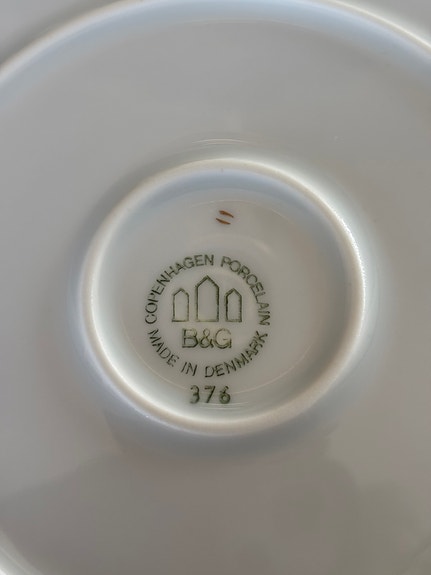 COPENHAGEN PORCELAIN
B&G
MADE IN DENMARK
376